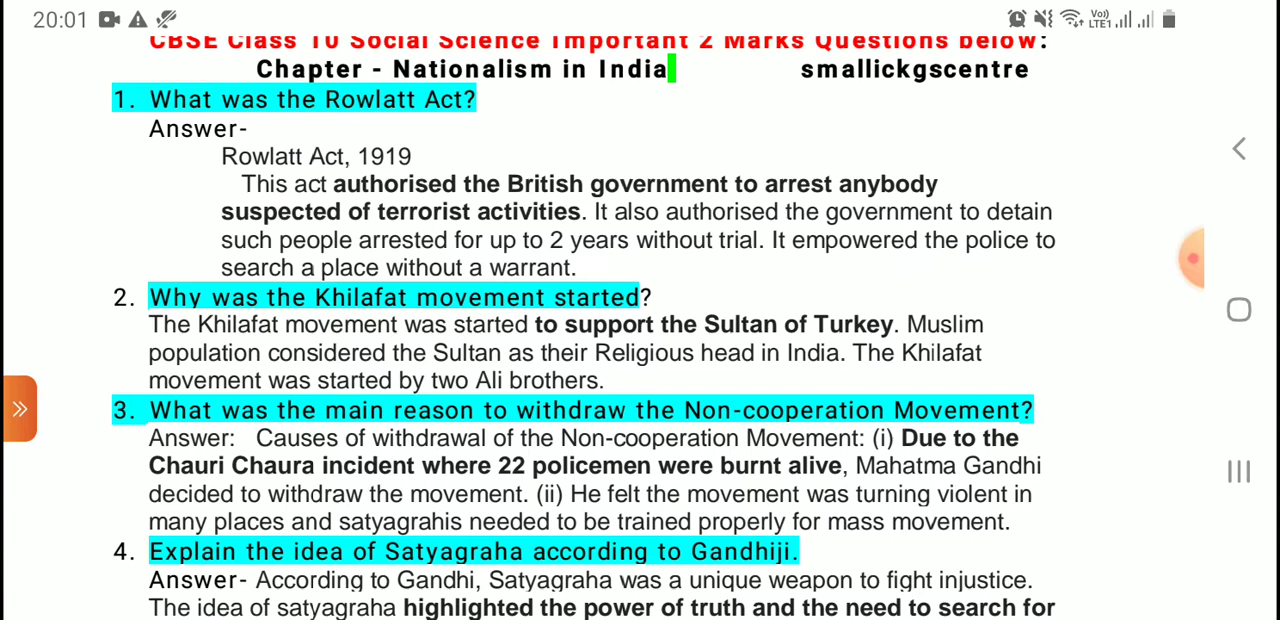 20:01 Vo) LTE1
CBSE Class 10 Social Science Important 2 Marks Questions below:
Chapter - Nationalism in India smallickgscentre
1. What was the Rowlatt Act?
Answer-
Rowlatt Act, 1919
This act authorised the British government to arrest anybody
suspected of terrorist activities. It also authorised the government to detain
such people arrested for up to 2 years without trial. It empowered the police to
search a place without a warrant.
2. Why was the Khilafat movement started?
The Khilafat movement was started to support the Sultan of Turkey. Muslim
population considered the Sultan as their Religious head in India. The Khilafat
movement was started by two Ali brothers.
3. What was the main reason to withdraw the Non-cooperation Movement?
Answer: Causes of withdrawal of the Non-cooperation Movement: (i) Due to the
Chauri Chaura incident where 22 policemen were burnt alive, Mahatma Gandhi
decided to withdraw the movement. (ii) He felt the movement was turning violent in
many places and satyagrahis needed to be trained properly for mass movement.
4. Explain the idea of Satyagraha according to Gandhiji.
Answer- According to Gandhi, Satyagraha was a unique weapon to fight injustice.
The idea of satyagraha highlighted the power of truth and the need to search for